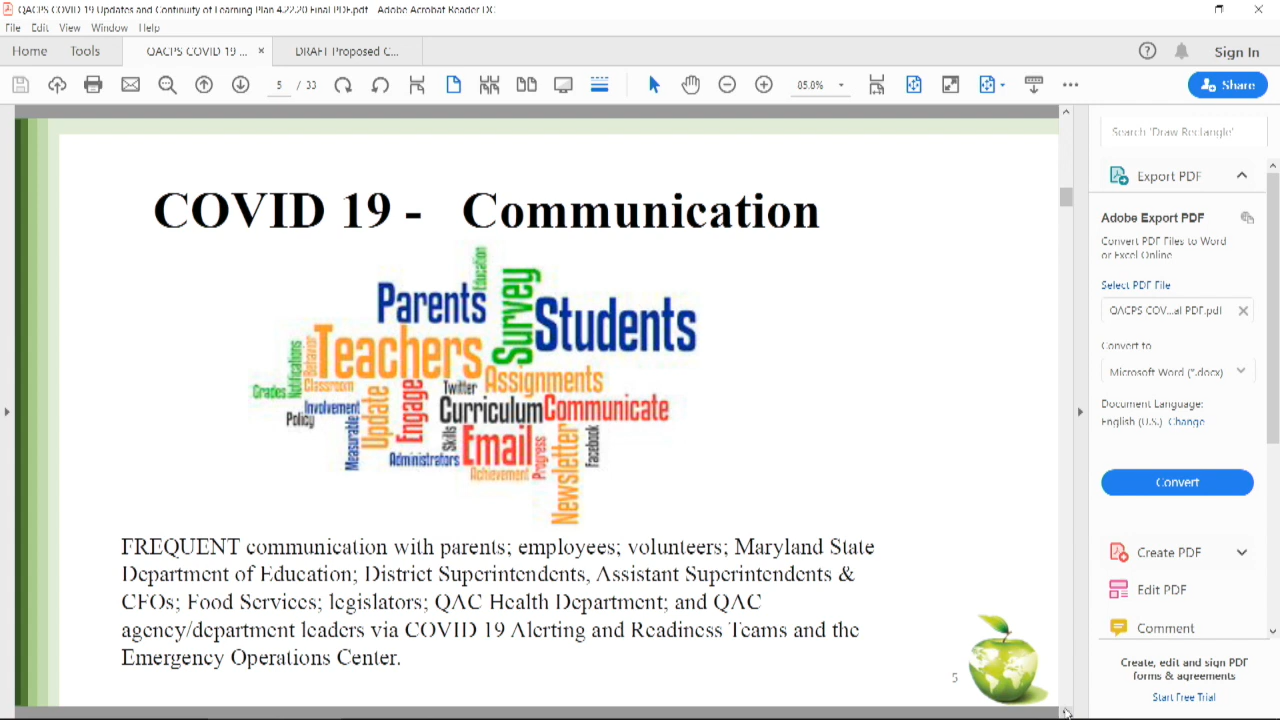 QACPS COVID 19 Updates and Continuity of Learning Plan 4.22.20 Final PDF.pdf - Adobe Acrobat Reader DC
File Edit View Window Help
Home Tools QACPS COVID 19 ... × DRAFT Proposed C... Sign In
5 / 33 85.8% Share
Search 'Draw Rectangle'
Export PDF
Adobe Export PDF
Convert PDF Files to Word
or Excel Online
Select PDF File
QACPS COV...al PDF.pdf
Convert to
Microsoft Word (*.docx)
Document Language:
English (U.S.) Change
Convert
Create PDF
Edit PDF
Comment
Create, edit and sign PDF
forms & agreements
Start Free Trial
COVID 19 - Communication
Education
Parents
Survey
Students
Teachers
Notifications
Behavior
Grades
Classroom
Twitter
Assignments
Involvement
Update
Engage
Curriculum
Communicate
Policy
Measurable
Skills
Email
Administrators
Achievement
Progress
Newsletter
Facebook
FREQUENT communication with parents; employees; volunteers; Maryland State
Department of Education; District Superintendents, Assistant Superintendents &
CFOs; Food Services; legislators; QAC Health Department; and QAC
agency/department leaders via COVID 19 Alerting and Readiness Teams and the
Emergency Operations Center.
5